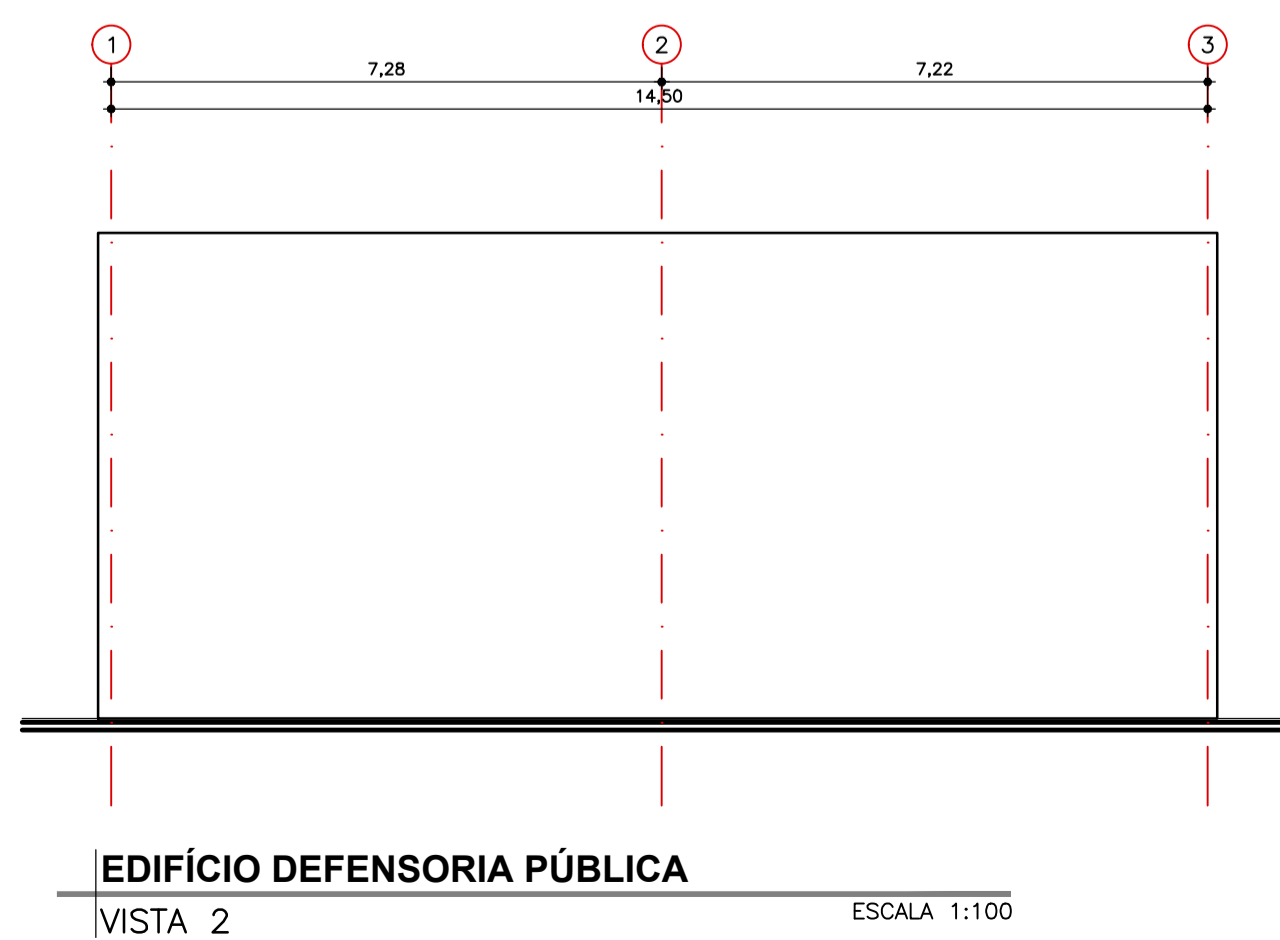 1 2 3
7,28 7,22
14,50
EDIFÍCIO DEFENSORIA PÚBLICA
VISTA 2
ESCALA 1:100